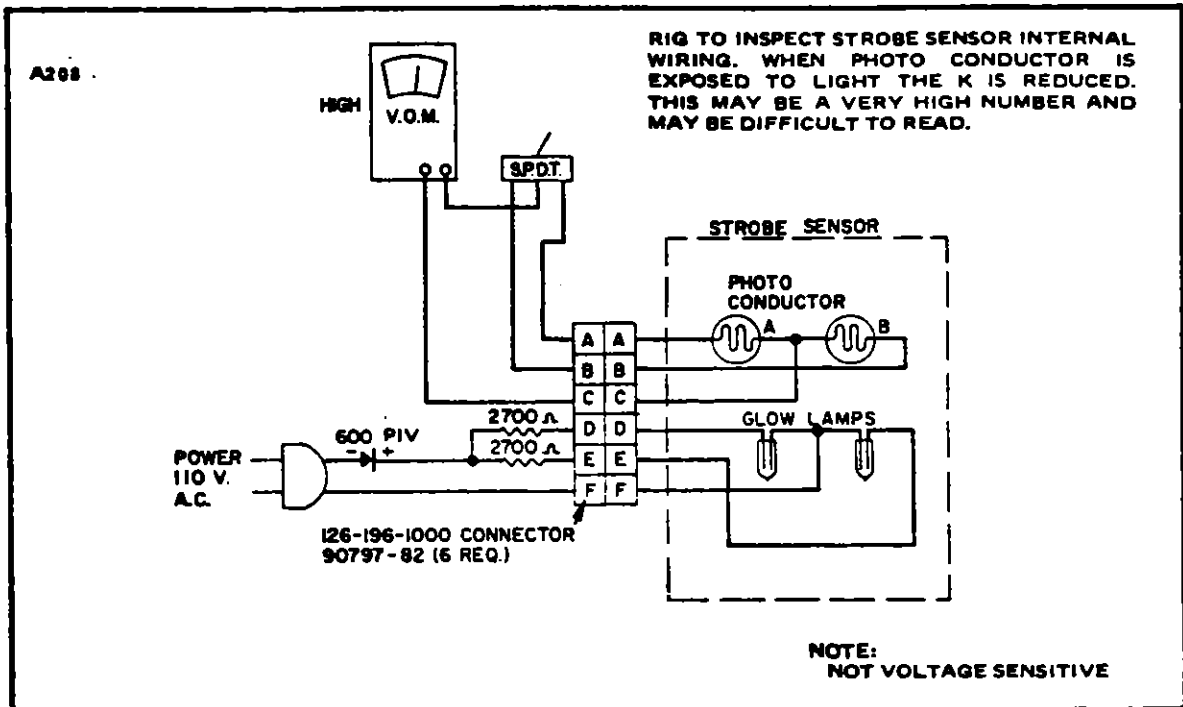 A208
RIG TO INSPECT STROBE SENSOR INTERNAL
WIRING. WHEN PHOTO CONDUCTOR IS
EXPOSED TO LIGHT THE K IS REDUCED.
THIS MAY BE A VERY HIGH NUMBER AND
MAY BE DIFFICULT TO READ.
HIGH
V.O.M.
S.P.D.T.
STROBE SENSOR
PHOTO
CONDUCTOR
A
B
A A
B B
C C
D D
E E
F F
2700 Ω
2700 Ω
GLOW LAMPS
600 PIV
- +
POWER
110 V.
A.C.
126-196-1000 CONNECTOR
90797-82 (6 REQ.)
NOTE:
NOT VOLTAGE SENSITIVE